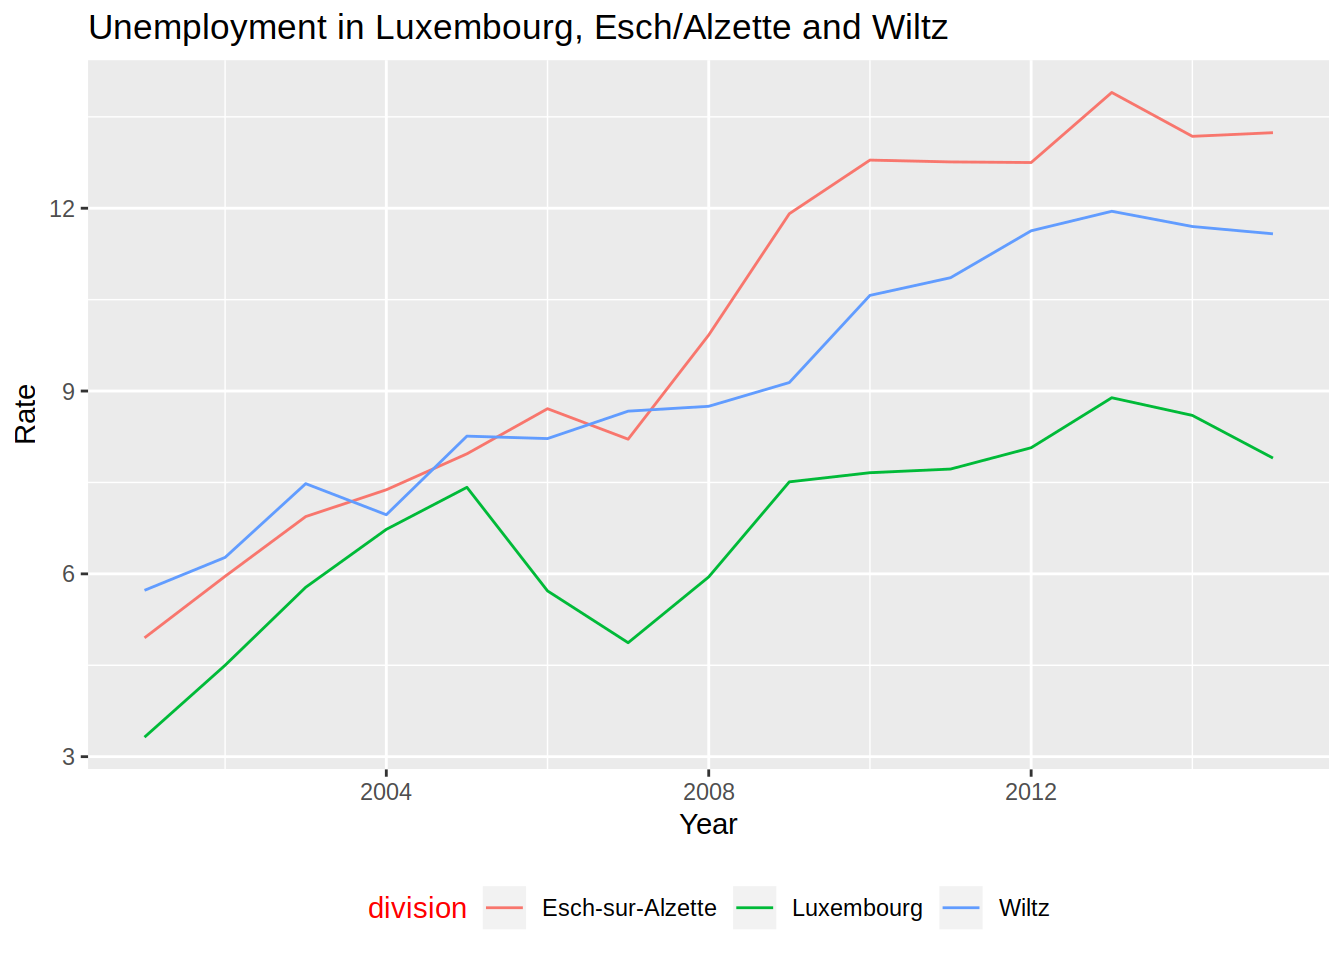 Unemployment in Luxembourg, Esch/Alzette and Wiltz
Rate
12
9
6
3
2004 2008 2012
Year
division Esch-sur-Alzette Luxembourg Wiltz